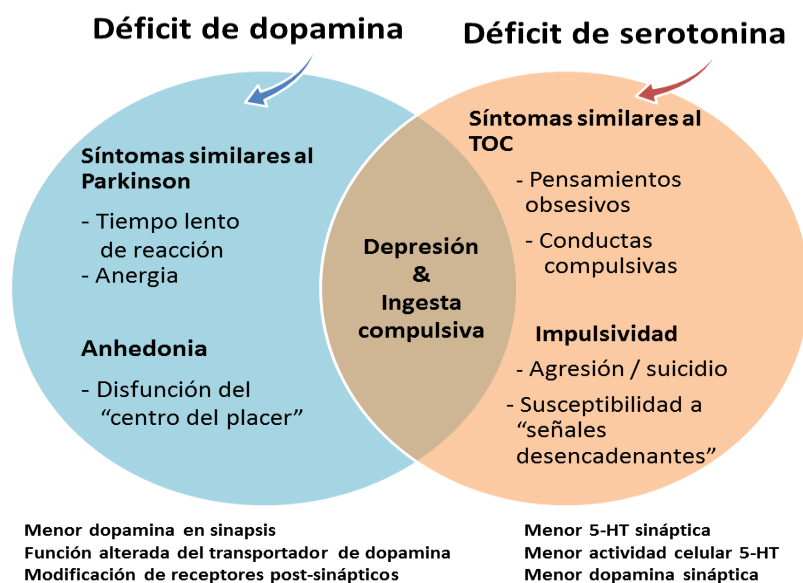 Déficit de dopamina
Déficit de serotonina
Síntomas similares al
Parkinson
- Tiempo lento
de reacción
- Anergia
Anhedonia
- Disfunción del
“centro del placer”
Depresión
&
Ingesta
compulsiva
Síntomas similares al
TOC
- Pensamientos
obsesivos
- Conductas
compulsivas
Impulsividad
- Agresión / suicidio
- Susceptibilidad a
“señales
desencadenantes”
Menor dopamina en sinapsis
Función alterada del transportador de dopamina
Modificación de receptores post-sinápticos
Menor 5-HT sináptica
Menor actividad celular 5-HT
Menor dopamina sináptica